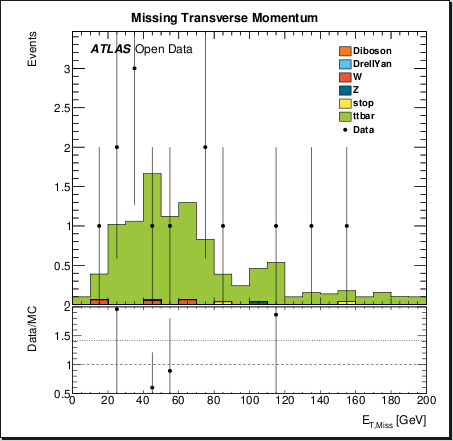 Missing Transverse Momentum
Events
ATLAS Open Data
Diboson
DrellYan
W
Z
stop
ttbar
Data
3
2.5
2
1.5
1
0.5
0
Data/MC
2
1.5
1
0.5
0 20 40 60 80 100 120 140 160 180 200
E_T,Miss [GeV]